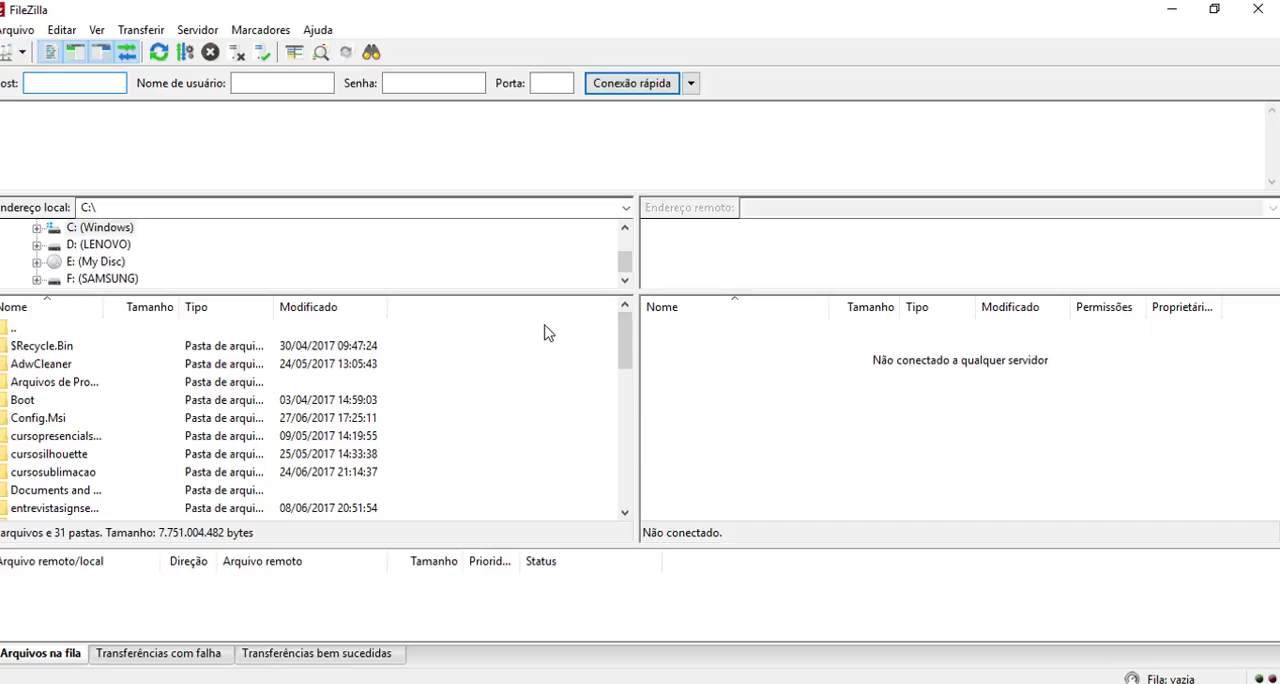 FileZilla
rquivo Editar Ver Transferir Servidor Marcadores Ajuda
ost: Nome de usuário: Senha: Porta: Conexão rápida
ndereço local: C:\ Endereço remoto:
C: (Windows)
D: (LENOVO)
E: (My Disc)
F: (SAMSUNG)
Nome Tamanho Tipo Modificado Nome Tamanho Tipo Modificado Permissões Proprietári...
..
$Recycle.Bin Pasta de arqui... 30/04/2017 09:47:24
AdwCleaner Pasta de arqui... 24/05/2017 13:05:43
Arquivos de Pro... Pasta de arqui...
Boot Pasta de arqui... 03/04/2017 14:59:03
Config.Msi Pasta de arqui... 27/06/2017 17:25:11
cursopresencials... Pasta de arqui... 09/05/2017 14:19:55
cursosilhouette Pasta de arqui... 25/05/2017 14:33:38
cursosublimacao Pasta de arqui... 24/06/2017 21:14:37
Documents and ... Pasta de arqui...
entrevistasignse... Pasta de arqui... 08/06/2017 20:51:54
Não conectado a qualquer servidor
arquivos e 31 pastas. Tamanho: 7.751.004.482 bytes Não conectado.
Arquivo remoto/local Direção Arquivo remoto Tamanho Priorid... Status
Arquivos na fila Transferências com falha Transferências bem sucedidas
Fila: vazia